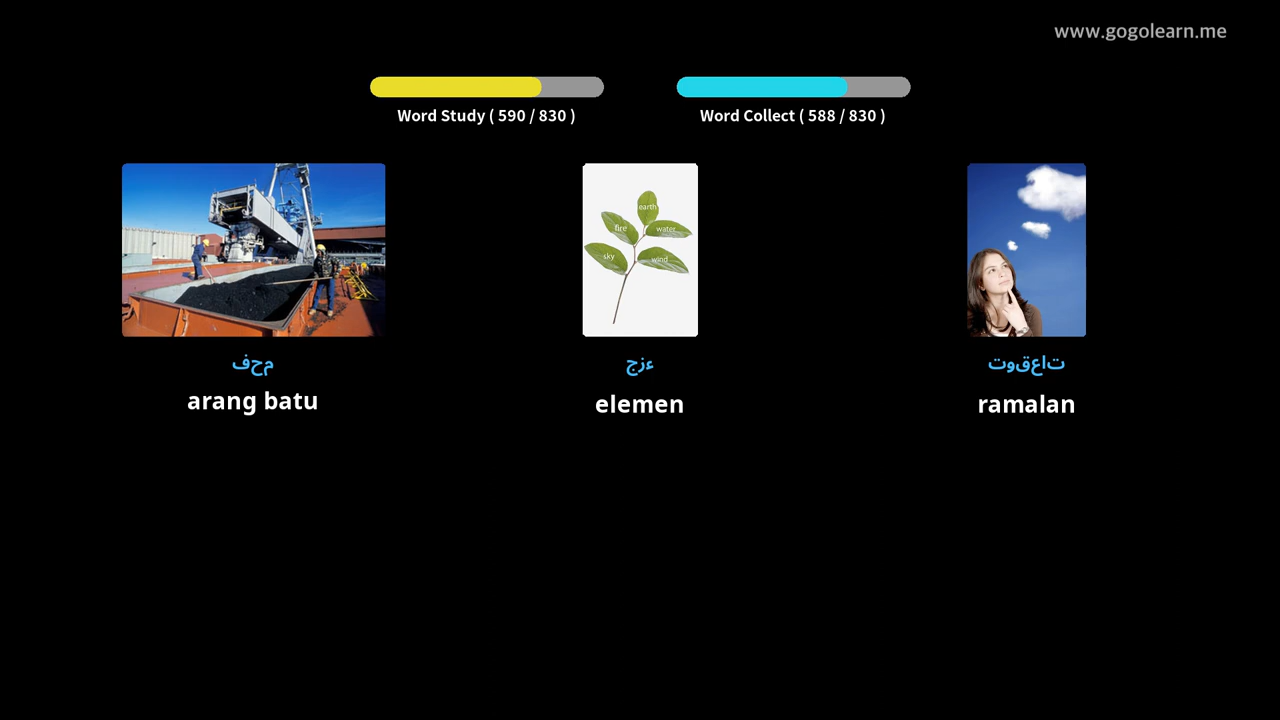 www.gogolearn.me
Word Study ( 590 / 830 )
Word Collect ( 588 / 830 )
earth
fire
water
sky
wind
محف
ءزج
تاعقوت
arang batu
elemen
ramalan